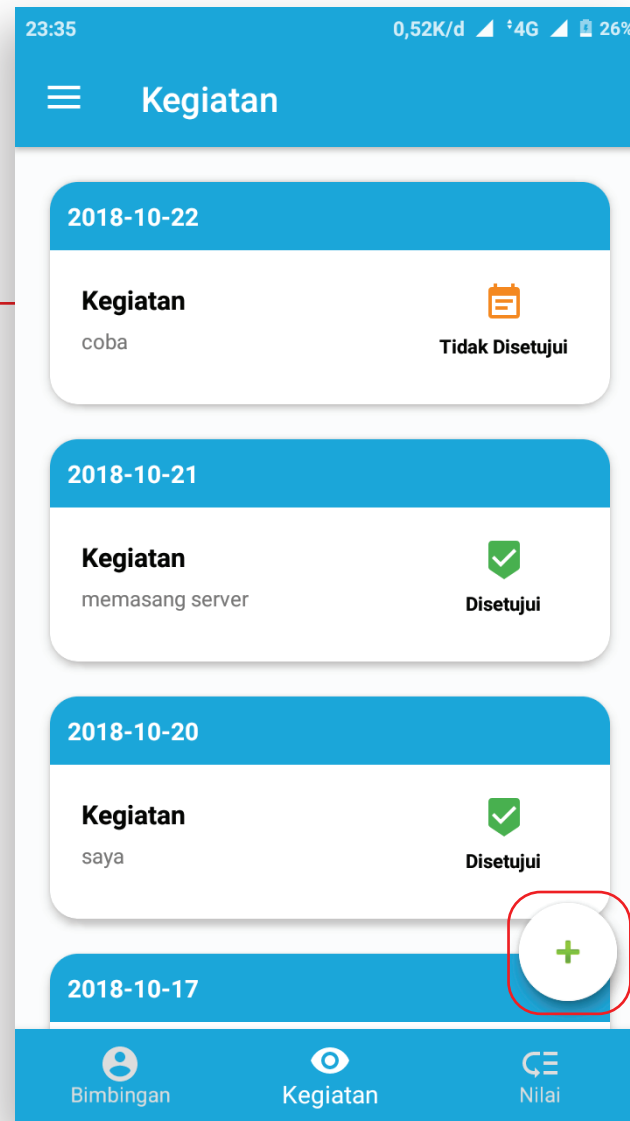 23:35 0,52K/d 4G 26%
Kegiatan
2018-10-22
Kegiatan
coba
Tidak Disetujui
2018-10-21
Kegiatan
memasang server
Disetujui
2018-10-20
Kegiatan
saya
Disetujui
2018-10-17
Bimbingan Kegiatan Nilai